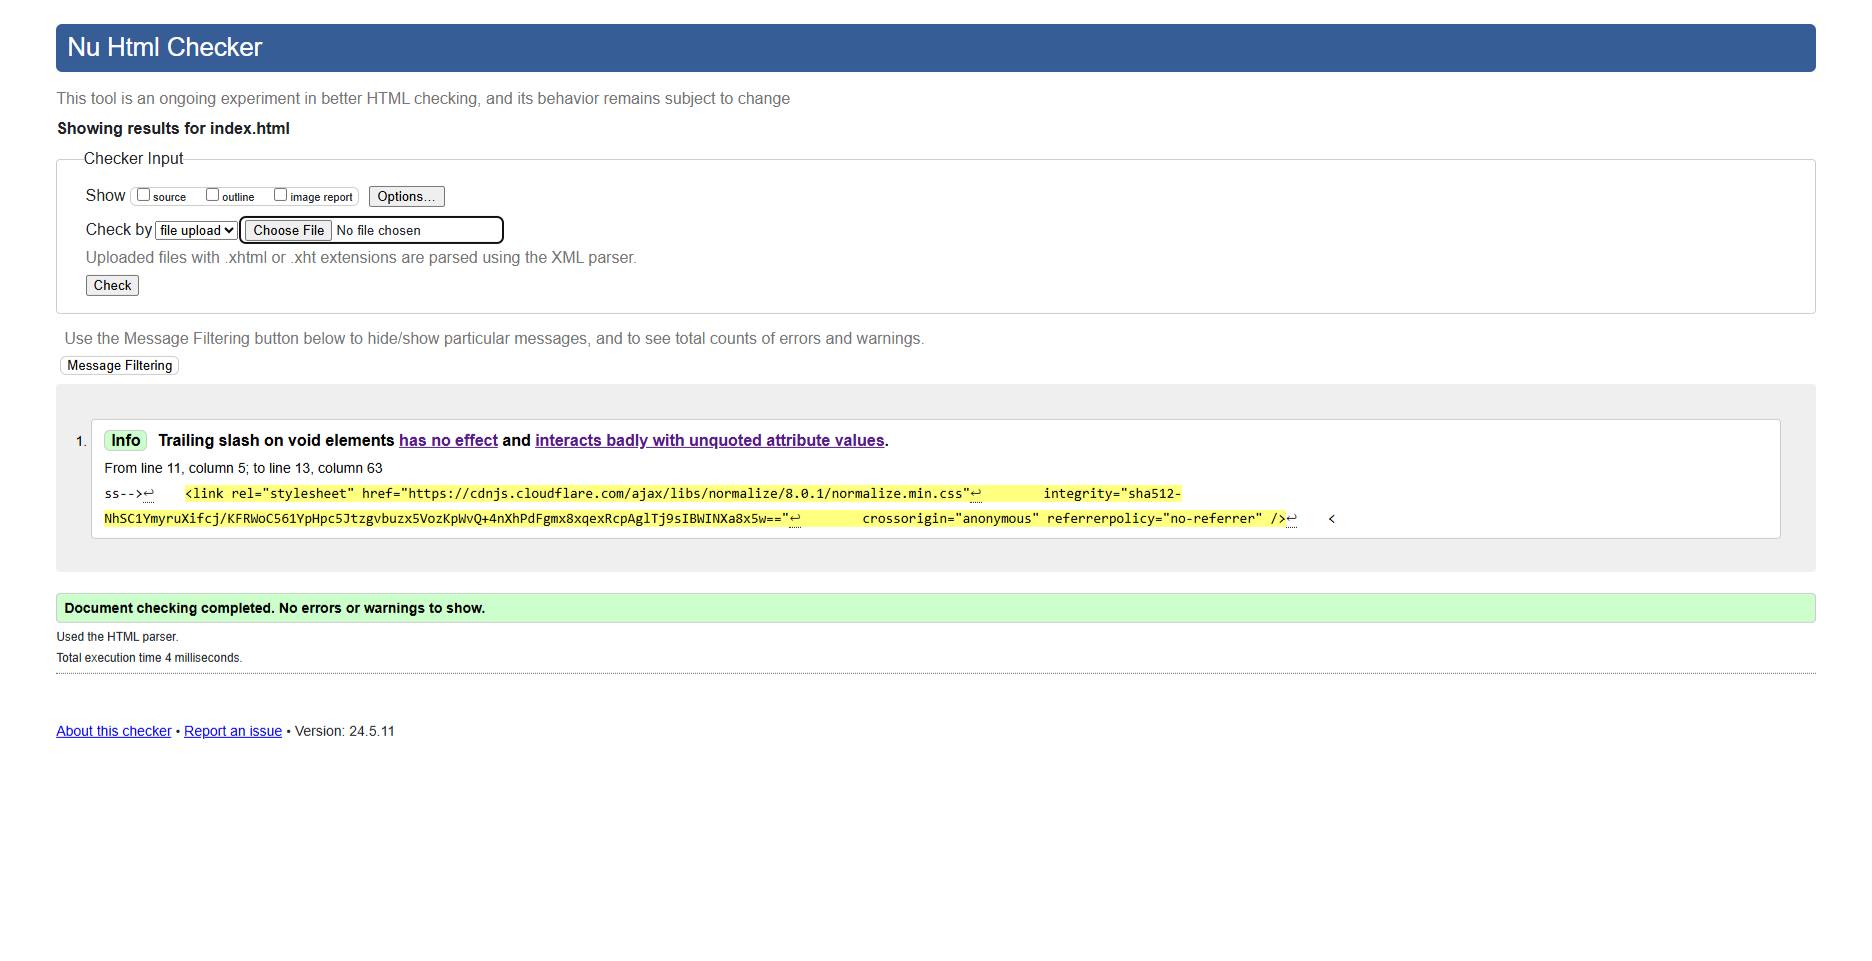 Nu Html Checker
This tool is an ongoing experiment in better HTML checking, and its behavior remains subject to change
Showing results for index.html
Checker Input
Show source outline image report Options...
Check by file upload Choose File No file chosen
Uploaded files with .xhtml or .xht extensions are parsed using the XML parser.
Check
Use the Message Filtering button below to hide/show particular messages, and to see total counts of errors and warnings.
Message Filtering
1. Info Trailing slash on void elements has no effect and interacts badly with unquoted attribute values.
From line 11, column 5; to line 13, column 63
ss-->↩ <link rel="stylesheet" href="https://cdnjs.cloudflare.com/ajax/libs/normalize/8.0.1/normalize.min.css"↩ integrity="sha512-
NhSC1YmyruXifcj/KFRWoC561YpHpc5Jtzgvbuzx5VozKpWvQ+4nXhPdFgmx8xqexRcpAglTj9sIBWINXa8x5w=="↩ crossorigin="anonymous" referrerpolicy="no-referrer" />↩ <
Document checking completed. No errors or warnings to show.
Used the HTML parser.
Total execution time 4 milliseconds.
About this checker • Report an issue • Version: 24.5.11